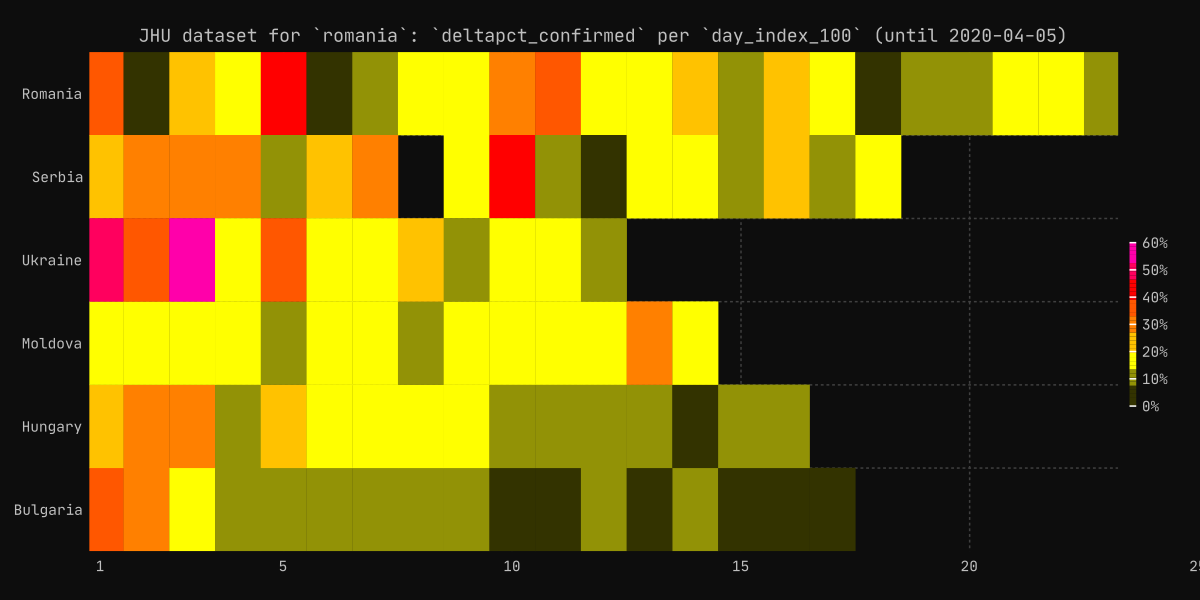 JHU dataset for `romania`: `deltapct_confirmed` per `day_index_100` (until 2020-04-05)
Romania
Serbia
Ukraine
Moldova
Hungary
Bulgaria
60%
50%
40%
30%
20%
10%
0%
1 5 10 15 20